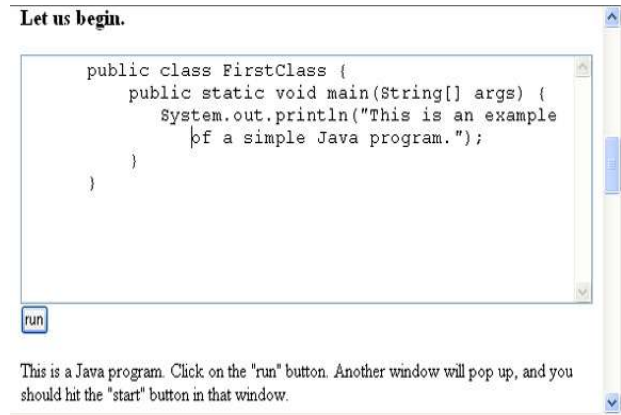 Let us begin.
public class FirstClass {
public static void main(String[] args) {
System.out.println("This is an example
of a simple Java program.");
}
}
run
This is a Java program. Click on the "run" button. Another window will pop up, and you
should hit the "start" button in that window.